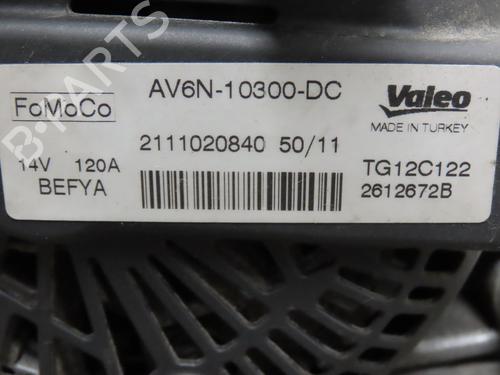 FoMoCo
AV6N-10300-DC
Valeo
MADE IN TURKEY
2111020840 50/11
14V 120A
TG12C122
BEFYA
2612672B
B-PARTS